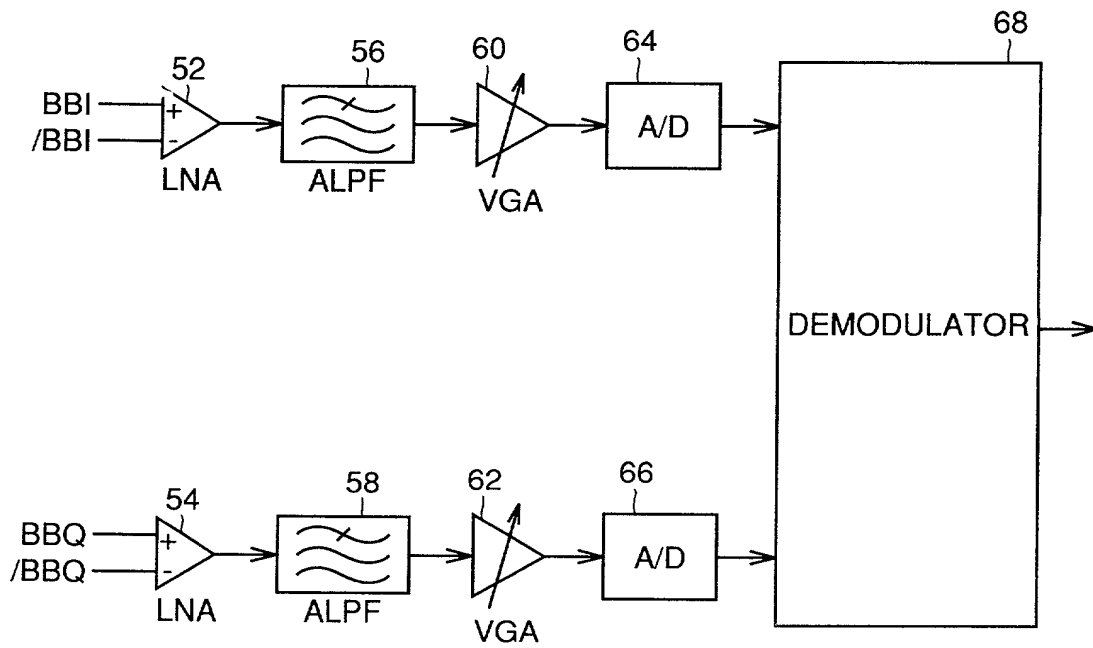 68
64
60
56
52
BBI
+
A/D
/BBI
-
LNA
ALPF
VGA
DEMODULATOR
66
62
58
54
BBQ
+
A/D
/BBQ
-
LNA
ALPF
VGA